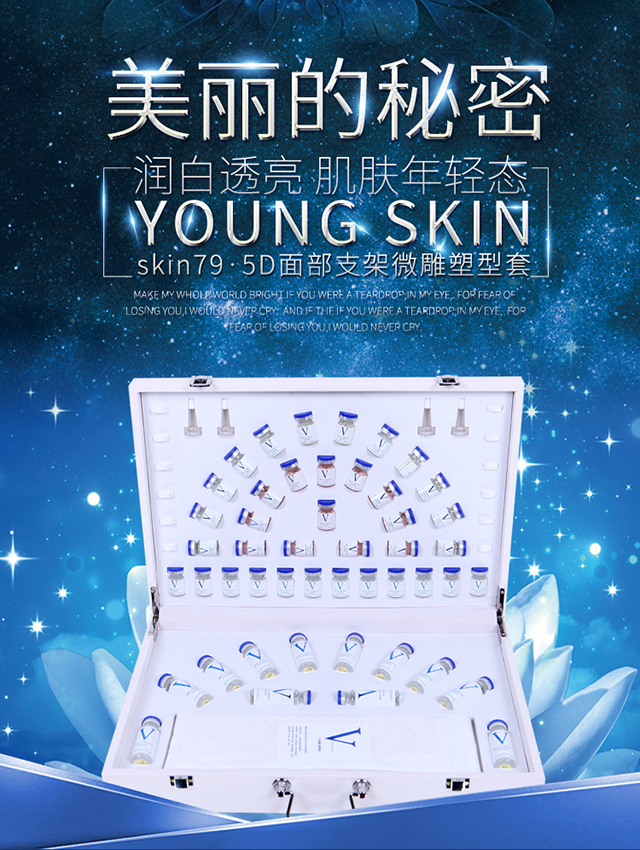 美丽的秘密
润白透亮 肌肤年轻态
YOUNG SKIN
skin79·5D面部支架微雕塑型套
MAKE MY WHOLE WORLD BRIGHT.IF YOU WERE A TEARDROP IN MY EYE, FOR FEAR OF
LOSING YOU,I WOULD NEVER CRY. AND IF THE IF YOU WERE A TEARDROP IN MY EYE, FOR
FEAR OF LOSING YOU,I WOULD NEVER CRY.
V